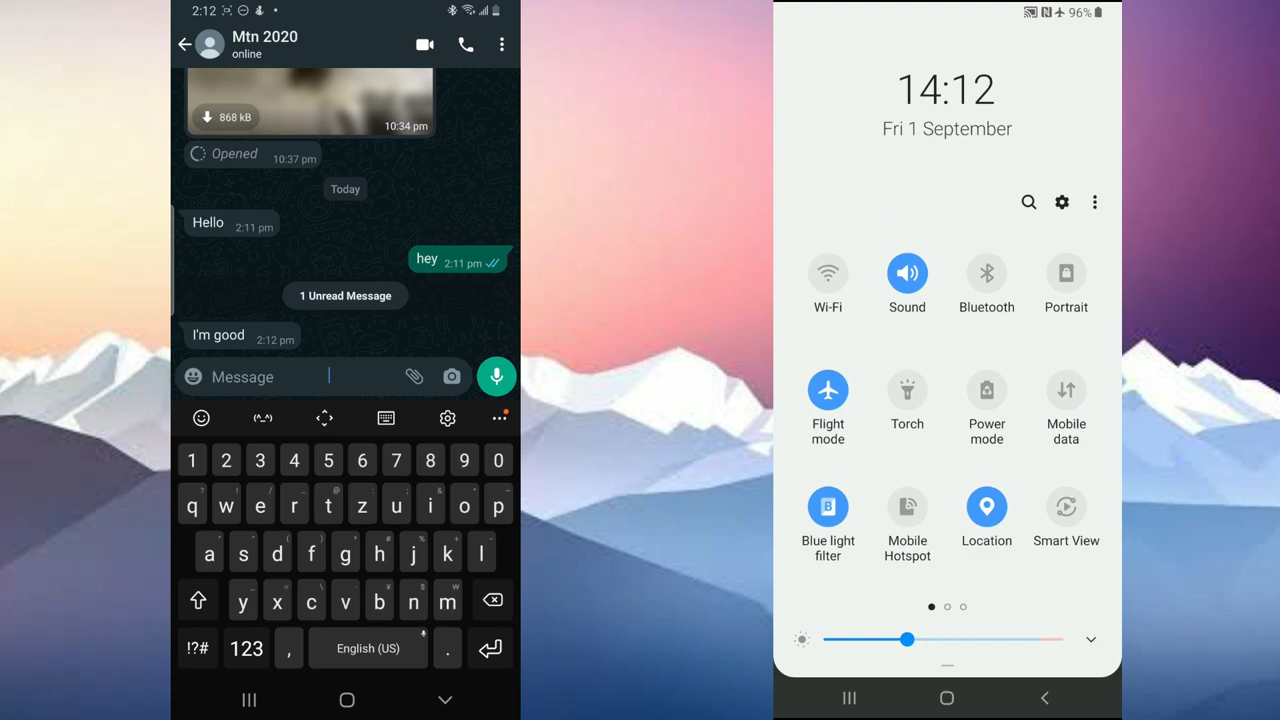 2:12
Mtn 2020
online
868 kB
10:34 pm
Opened 10:37 pm
Today
Hello 2:11 pm
hey 2:11 pm
1 Unread Message
I'm good 2:12 pm
Message
1 2 3 4 5 6 7 8 9 0
q w e r t z u i o p
a s d f g h j k l
y x c v b n m
!?# 123 , English (US) .
96%
14:12
Fri 1 September
Wi-Fi Sound Bluetooth Portrait
Flight mode Torch Power mode Mobile data
Blue light filter Mobile Hotspot Location Smart View